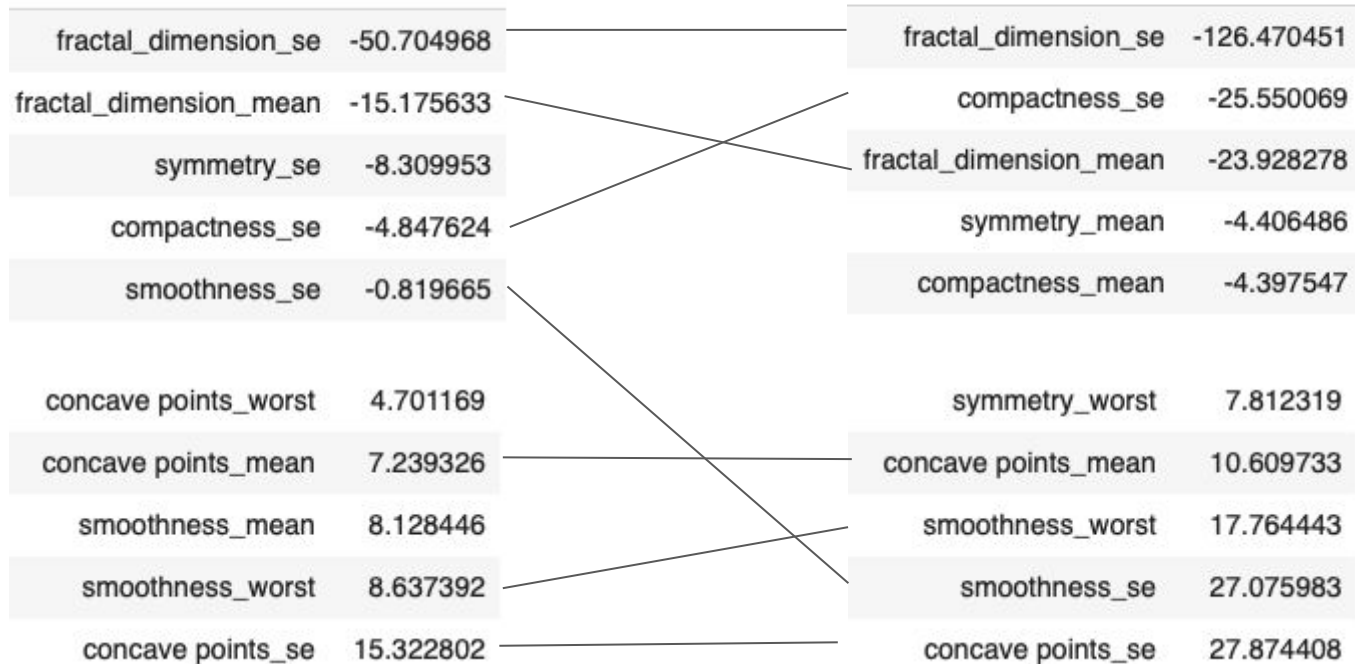 fractal_dimension_se -50.704968
fractal_dimension_mean -15.175633
symmetry_se -8.309953
compactness_se -4.847624
smoothness_se -0.819665
concave points_worst 4.701169
concave points_mean 7.239326
smoothness_mean 8.128446
smoothness_worst 8.637392
concave points_se 15.322802
fractal_dimension_se -126.470451
compactness_se -25.550069
fractal_dimension_mean -23.928278
symmetry_mean -4.406486
compactness_mean -4.397547
symmetry_worst 7.812319
concave points_mean 10.609733
smoothness_worst 17.764443
smoothness_se 27.075983
concave points_se 27.874408